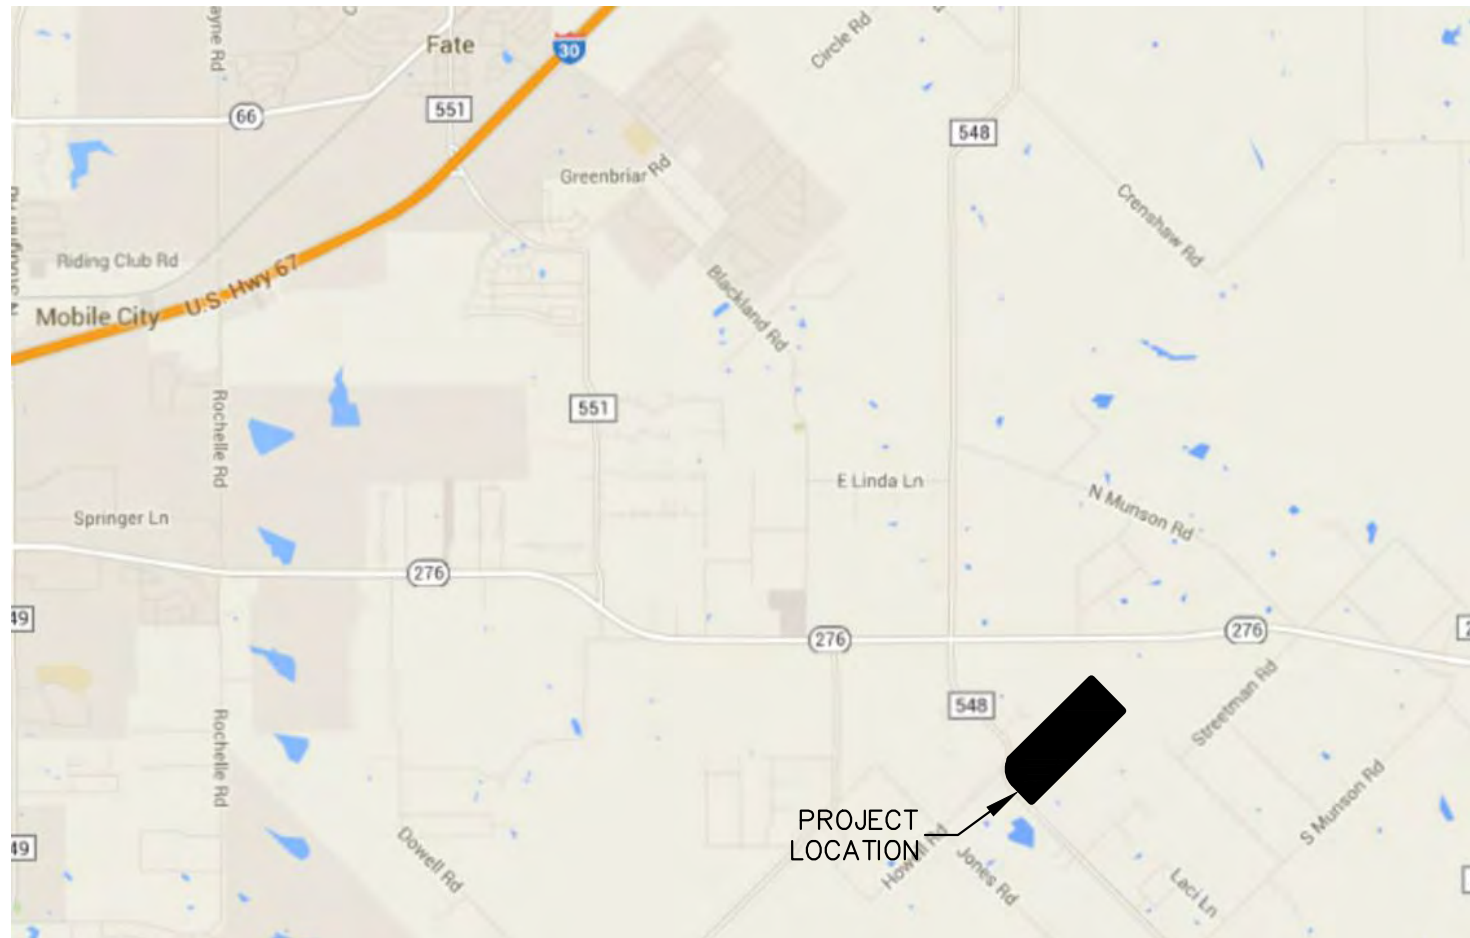 Circle Rd
Fate
30
66
551
548
Greenbriar Rd
Crenshaw Rd
Riding Club Rd
U.S. Hwy 67
Mobile City
Blackland Rd
Rochelle Rd
551
E Linda Ln
N Munson Rd
Springer Ln
276
49
276
276
548
Streetman Rd
Rochelle Rd
S Munson Rd
PROJECT
LOCATION
49
Dowell Rd
Jones Rd
Laci Ln